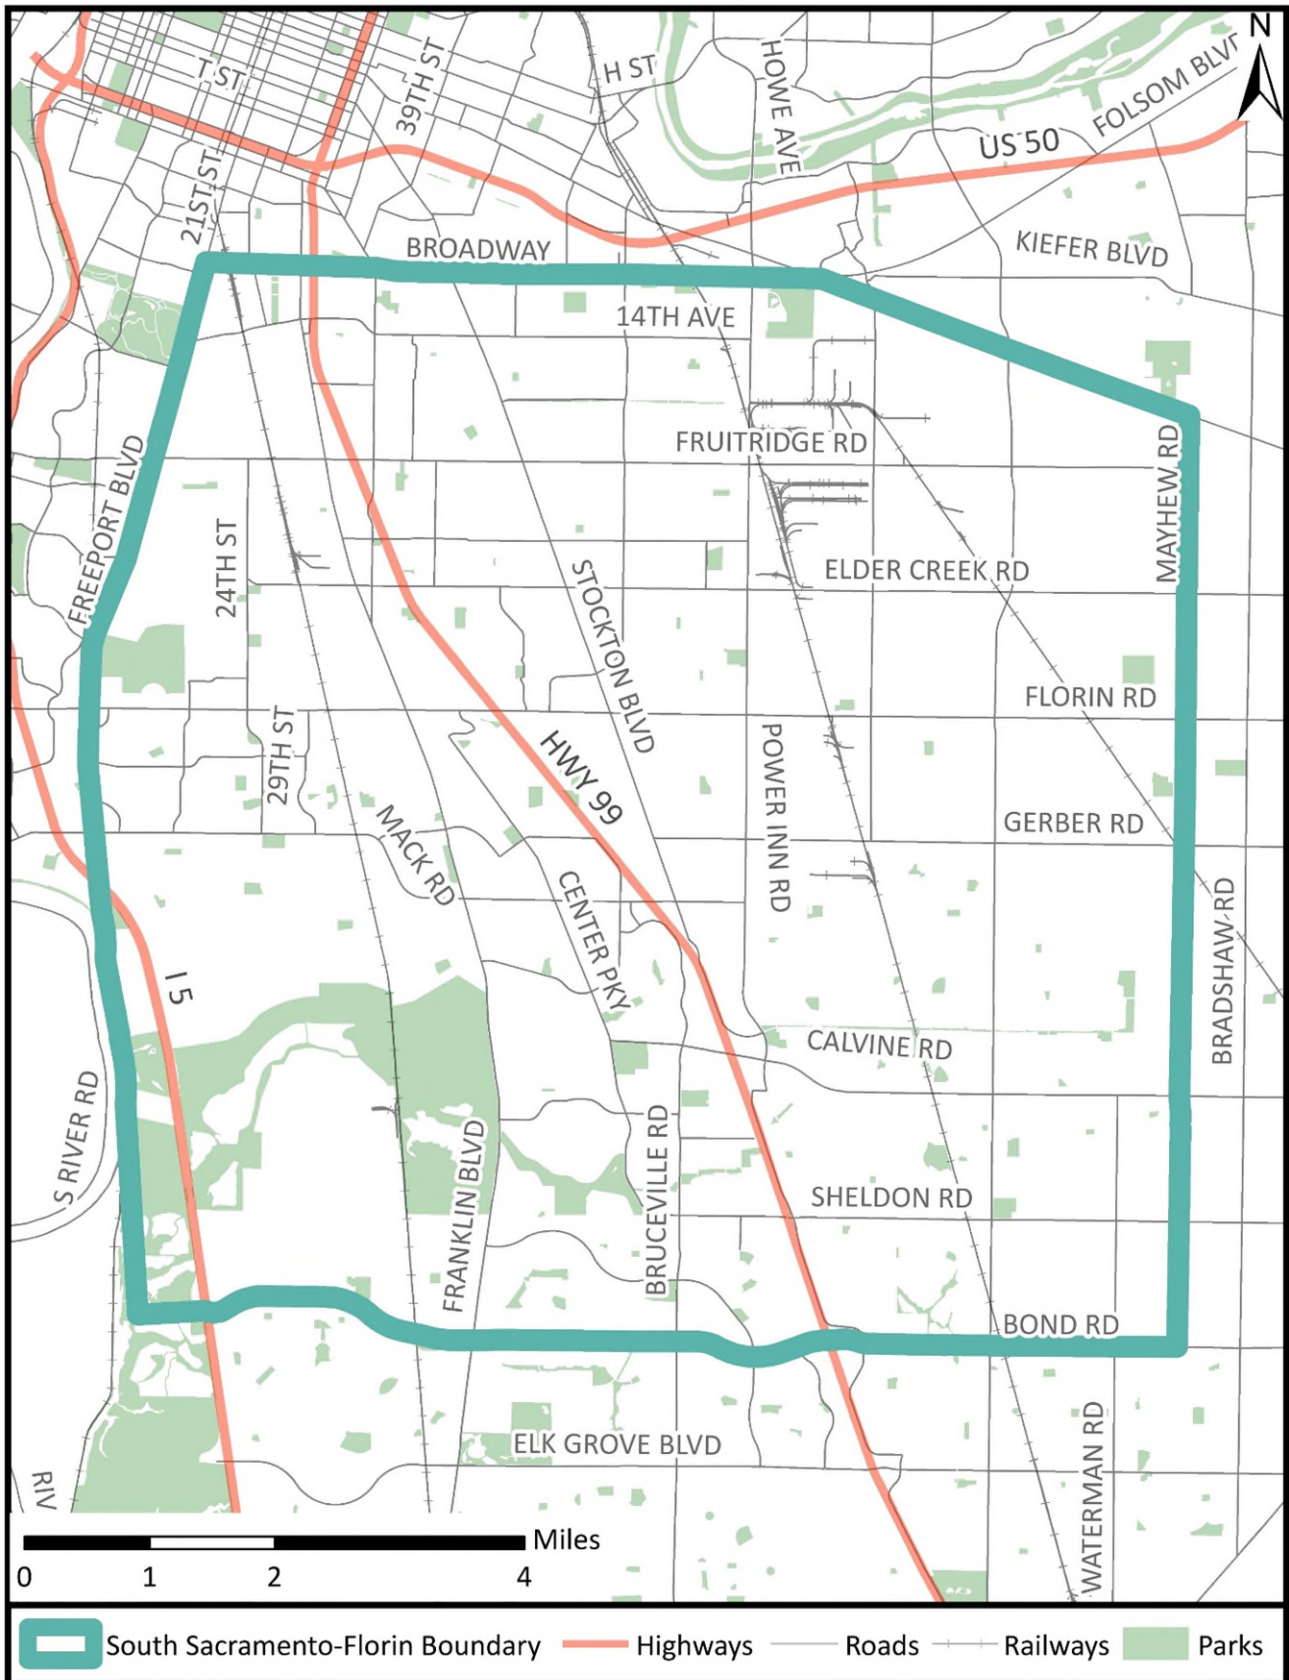 N
T ST
39TH ST
H ST
HOWE AVE
FOLSOM BLVD
US 50
21ST ST
BROADWAY
KIEFER BLVD
14TH AVE
FRUITRIDGE RD
MAYHEW RD
FREEPORT BLVD
24TH ST
STOCKTON BLVD
ELDER CREEK RD
FLORIN RD
29TH ST
HWY 99
POWER INN RD
MACK RD
GERBER RD
CENTER PKY
BRADSHAW RD
I 5
CALVINE RD
S RIVER RD
FRANKLIN BLVD
BRUCEVILLE RD
SHELDON RD
BOND RD
ELK GROVE BLVD
WATERMAN RD
RIV
Miles
0 1 2 4
South Sacramento-Florin Boundary Highways Roads Railways Parks